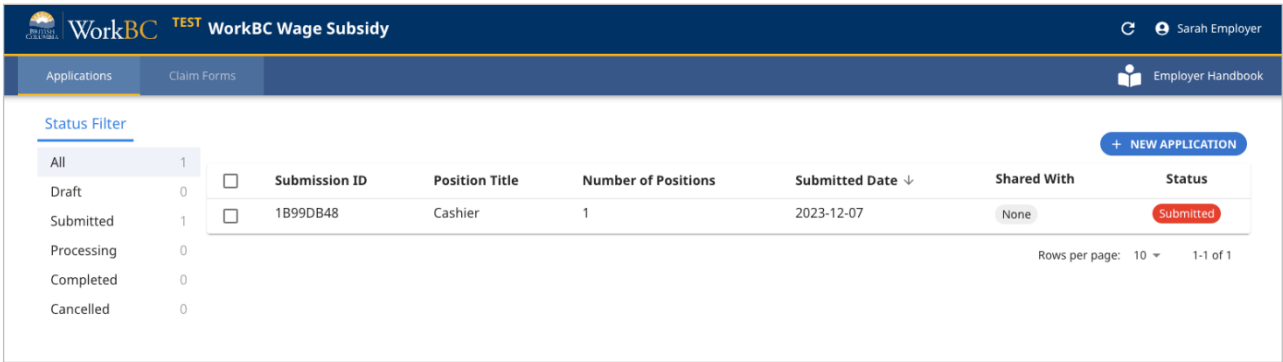 BRITISH COLUMBIA WorkBC TEST WorkBC Wage Subsidy Sarah Employer
Applications Claim Forms Employer Handbook
Status Filter
+ NEW APPLICATION
All 1
Draft 0
Submitted 1
Processing 0
Completed 0
Cancelled 0
Submission ID Position Title Number of Positions Submitted Date ↓ Shared With Status
1B99DB48 Cashier 1 2023-12-07 None Submitted
Rows per page: 10 1-1 of 1